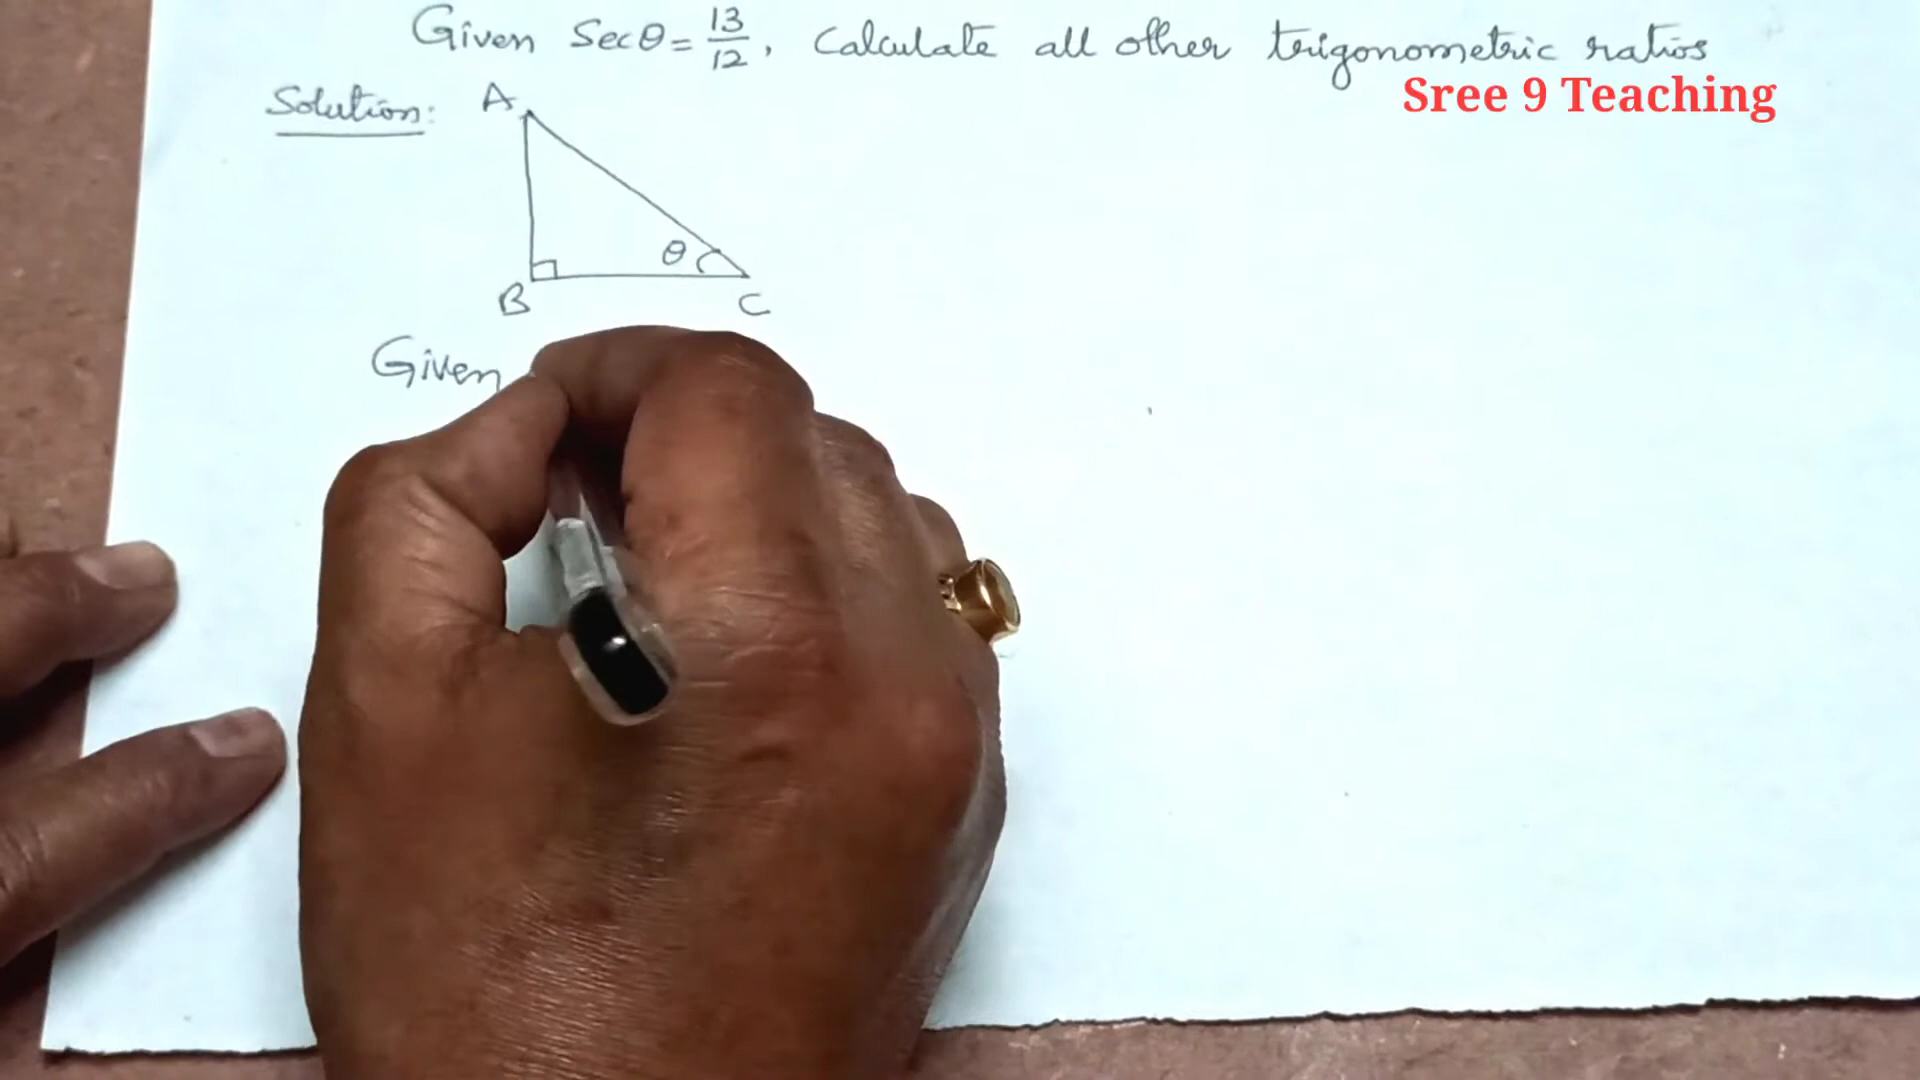 Given Secθ = 13/12, Calculate all other trigonometric ratios
Sree 9 Teaching
Solution:
A
θ
B
C
Given